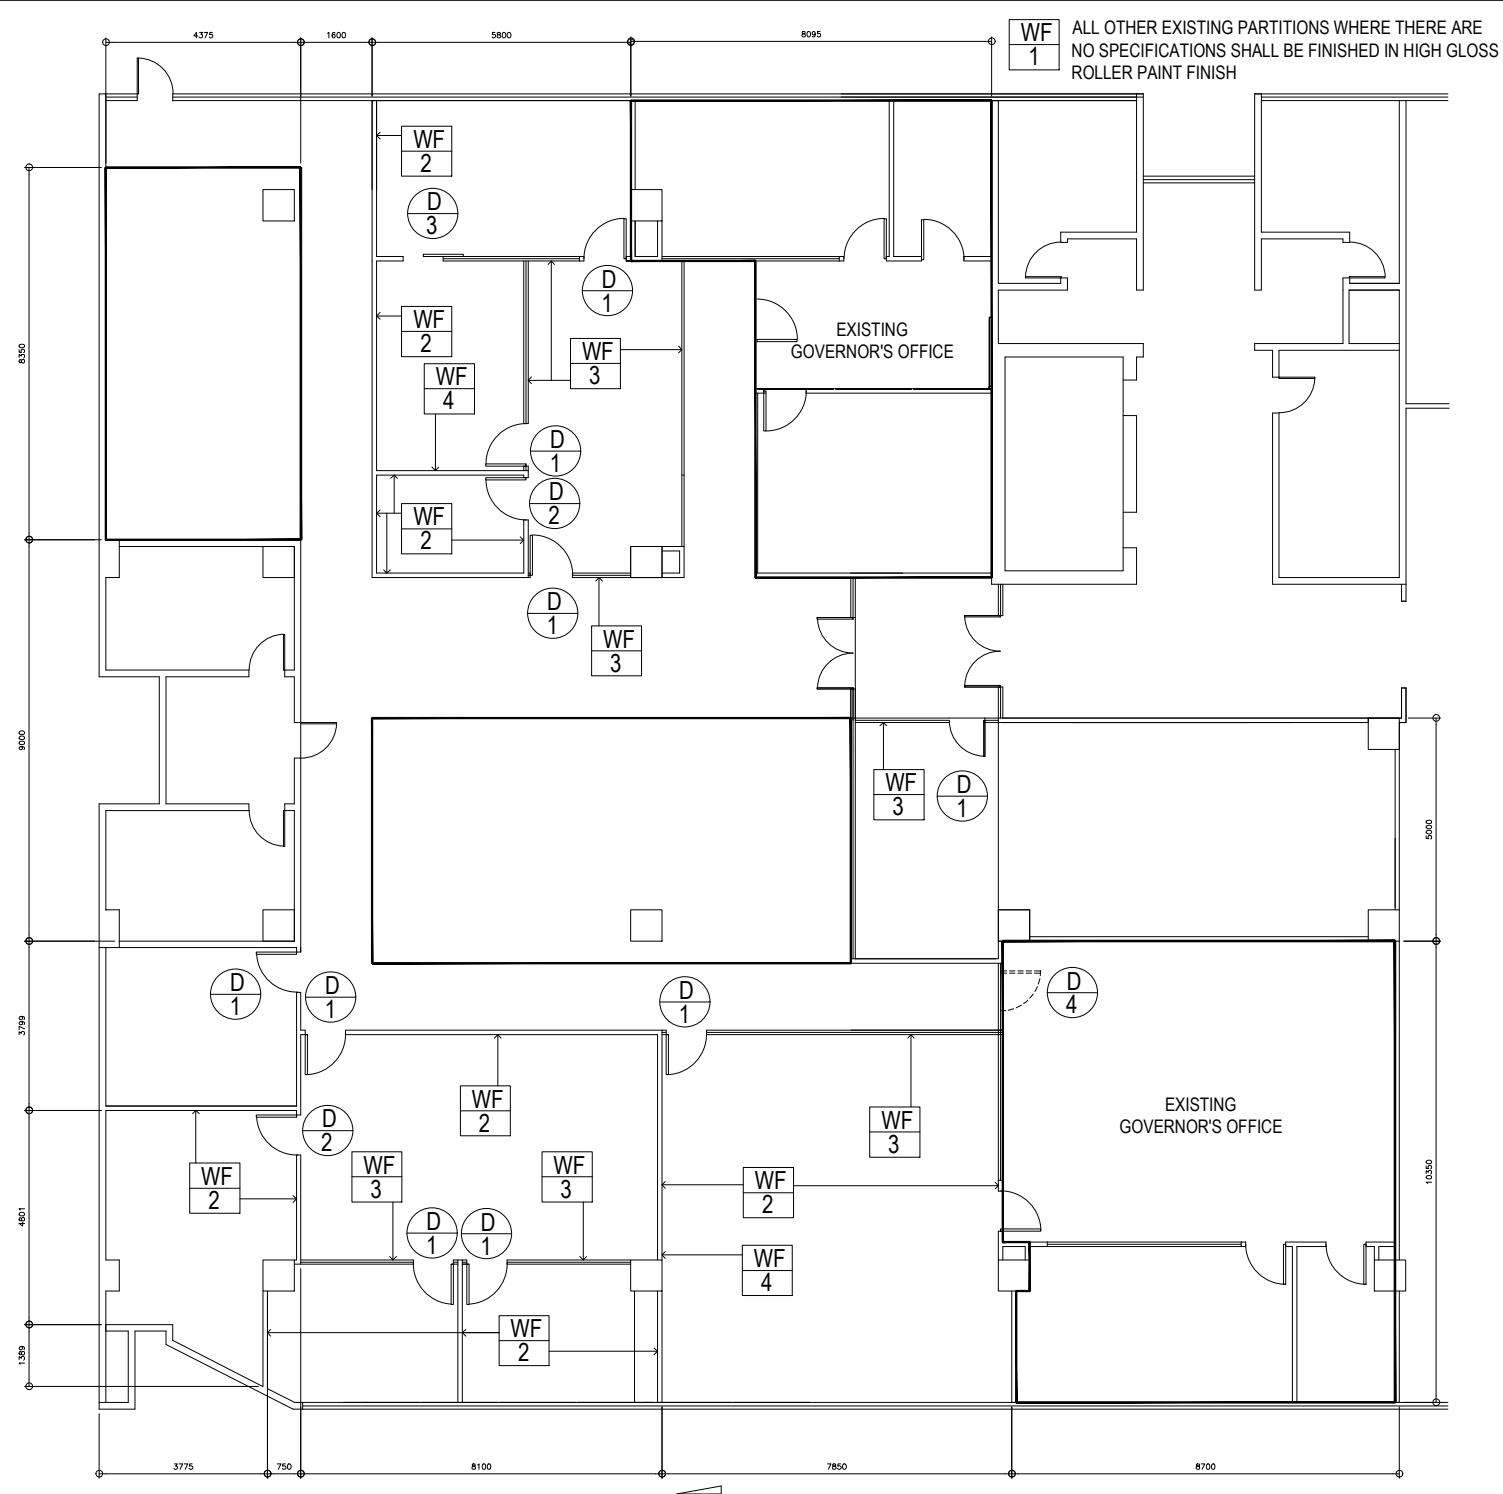 4375
1600
5800
8095
WF
1
ALL OTHER EXISTING PARTITIONS WHERE THERE ARE
NO SPECIFICATIONS SHALL BE FINISHED IN HIGH GLOSS
ROLLER PAINT FINISH
WF
2
D
3
D
1
WF
2
WF
3
WF
4
EXISTING
GOVERNOR'S OFFICE
8350
D
1
D
2
WF
2
D
1
WF
3
9000
WF
3
D
1
5000
D
1
D
1
D
1
D
4
3799
WF
2
WF
3
D
2
EXISTING
GOVERNOR'S OFFICE
WF
2
WF
3
WF
3
WF
2
10350
4801
D
1
D
1
WF
4
WF
2
1389
3775
750
8100
7850
8700